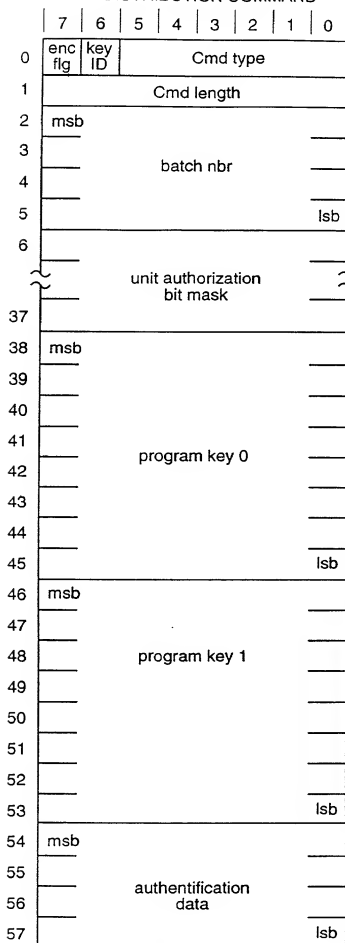 DISTRIBUTION COMMAND
7 6 5 4 3 2 1 0
0 enc flg key ID Cmd type
1 Cmd length
2 msb
3
batch nbr
4
5 lsb
6
unit authorization
bit mask
37
38 msb
39
40
41
program key 0
42
43
44
45 lsb
46 msb
47
48 program key 1
49
50
51
52
53 lsb
54 msb
55
authentification
56
data
57 lsb